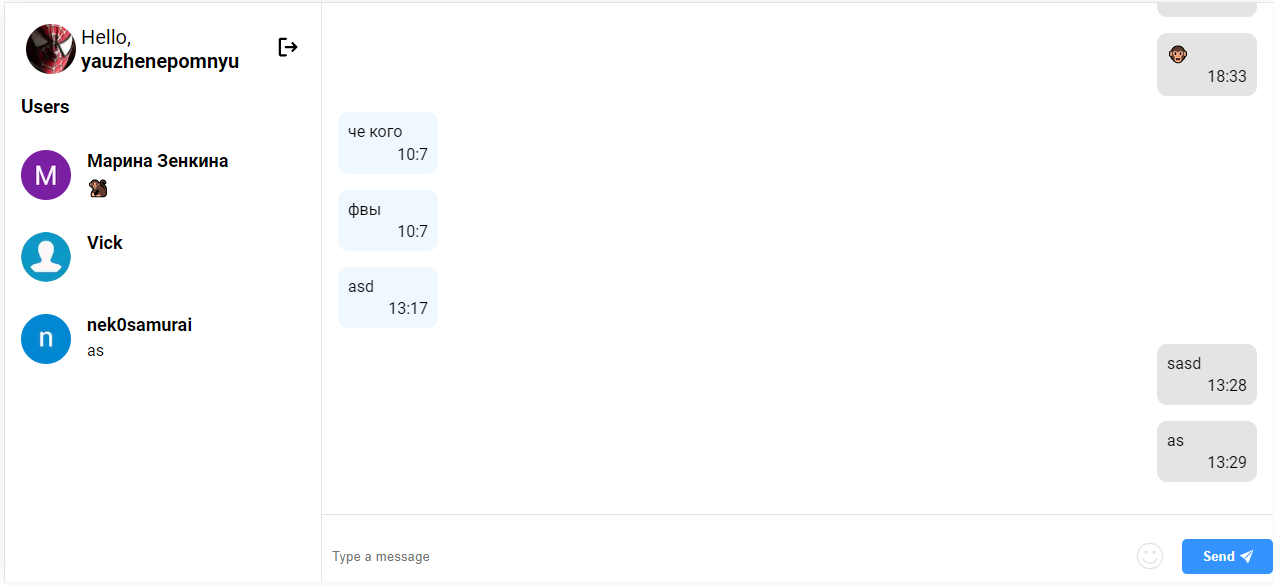 Hello,
yauzhenepomnyu
Users
M
Марина Зенкина
Vick
n
nek0samurai
as
18:33
че кого
10:7
фвы
10:7
asd
13:17
sasd
13:28
as
13:29
Type a message
Send